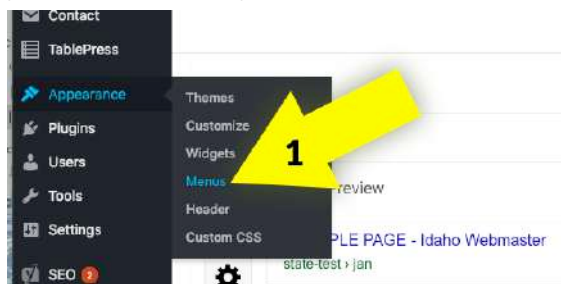 Contact
TablePress
Appearance
Plugins
Users
Tools
Settings
SEO 2
Themes
Customize
Widgets
Menus
Header
Custom CSS
1
review
PLE PAGE - Idaho Webmaster
state-test › jan